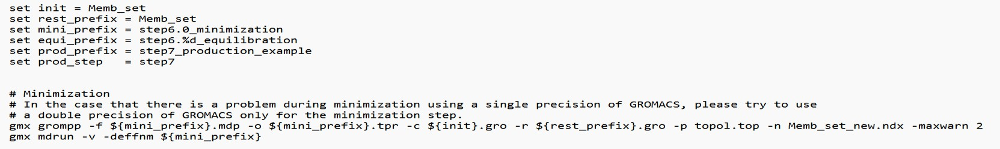 set init = Memb_set
set rest_prefix = Memb_set
set mini_prefix = step6.0_minimization
set equi_prefix = step6.%d_equilibration
set prod_prefix = step7_production_example
set prod_step   = step7
# Minimization
# In the case that there is a problem during minimization using a single precision of GROMACS, please try to use
# a double precision of GROMACS only for the minimization step.
gmx grompp -f ${mini_prefix}.mdp -o ${mini_prefix}.tpr -c ${init}.gro -r ${rest_prefix}.gro -p topol.top -n Memb_set_new.ndx -maxwarn 2
gmx mdrun -v -deffnm ${mini_prefix}